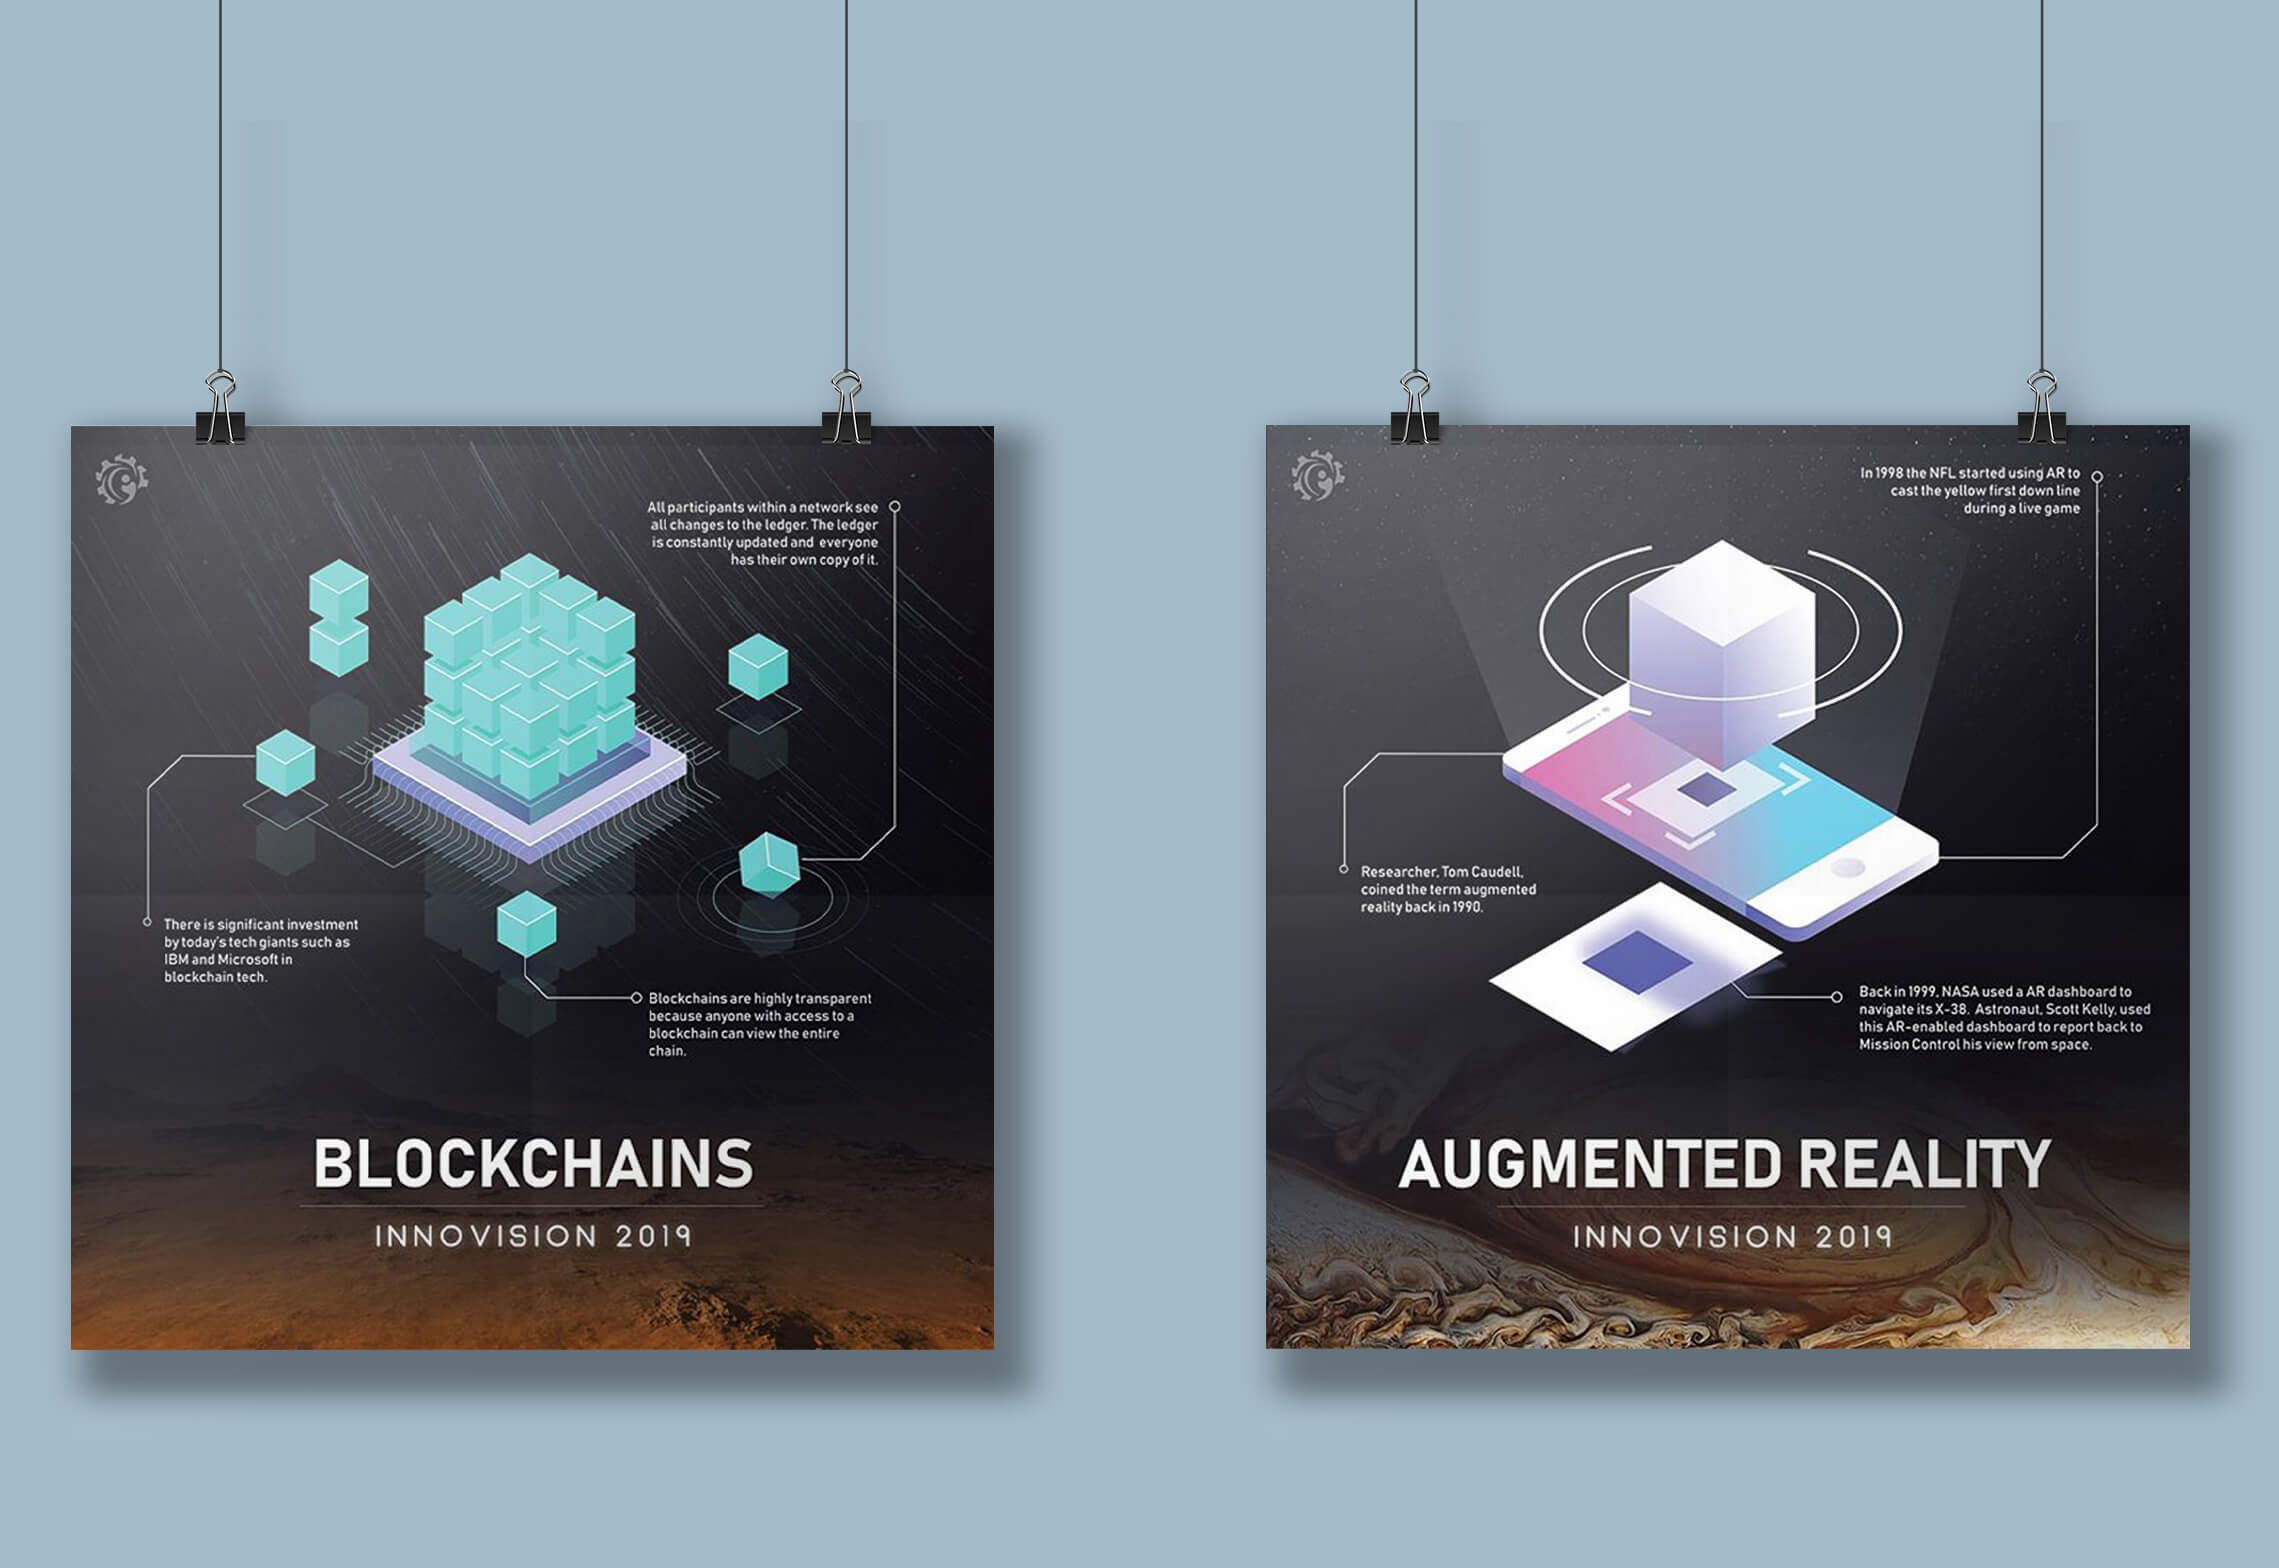 All participants within a network see
all changes to the ledger. The ledger
is constantly updated and everyone
has their own copy of it.
There is significant investment
by today's tech giants such as
IBM and Microsoft in
blockchain tech.
Blockchains are highly transparent
because anyone with access to a
blockchain can view the entire
chain.
BLOCKCHAINS
INNOVISION 2019
In 1998 the NFL started using AR to
cast the yellow first down line
during a live game
Researcher, Tom Caudell,
coined the term augmented
reality back in 1990.
Back in 1999, NASA used a AR dashboard to
navigate its X-38. Astronaut, Scott Kelly, used
this AR-enabled dashboard to report back to
Mission Control his view from space.
AUGMENTED REALITY
INNOVISION 2019